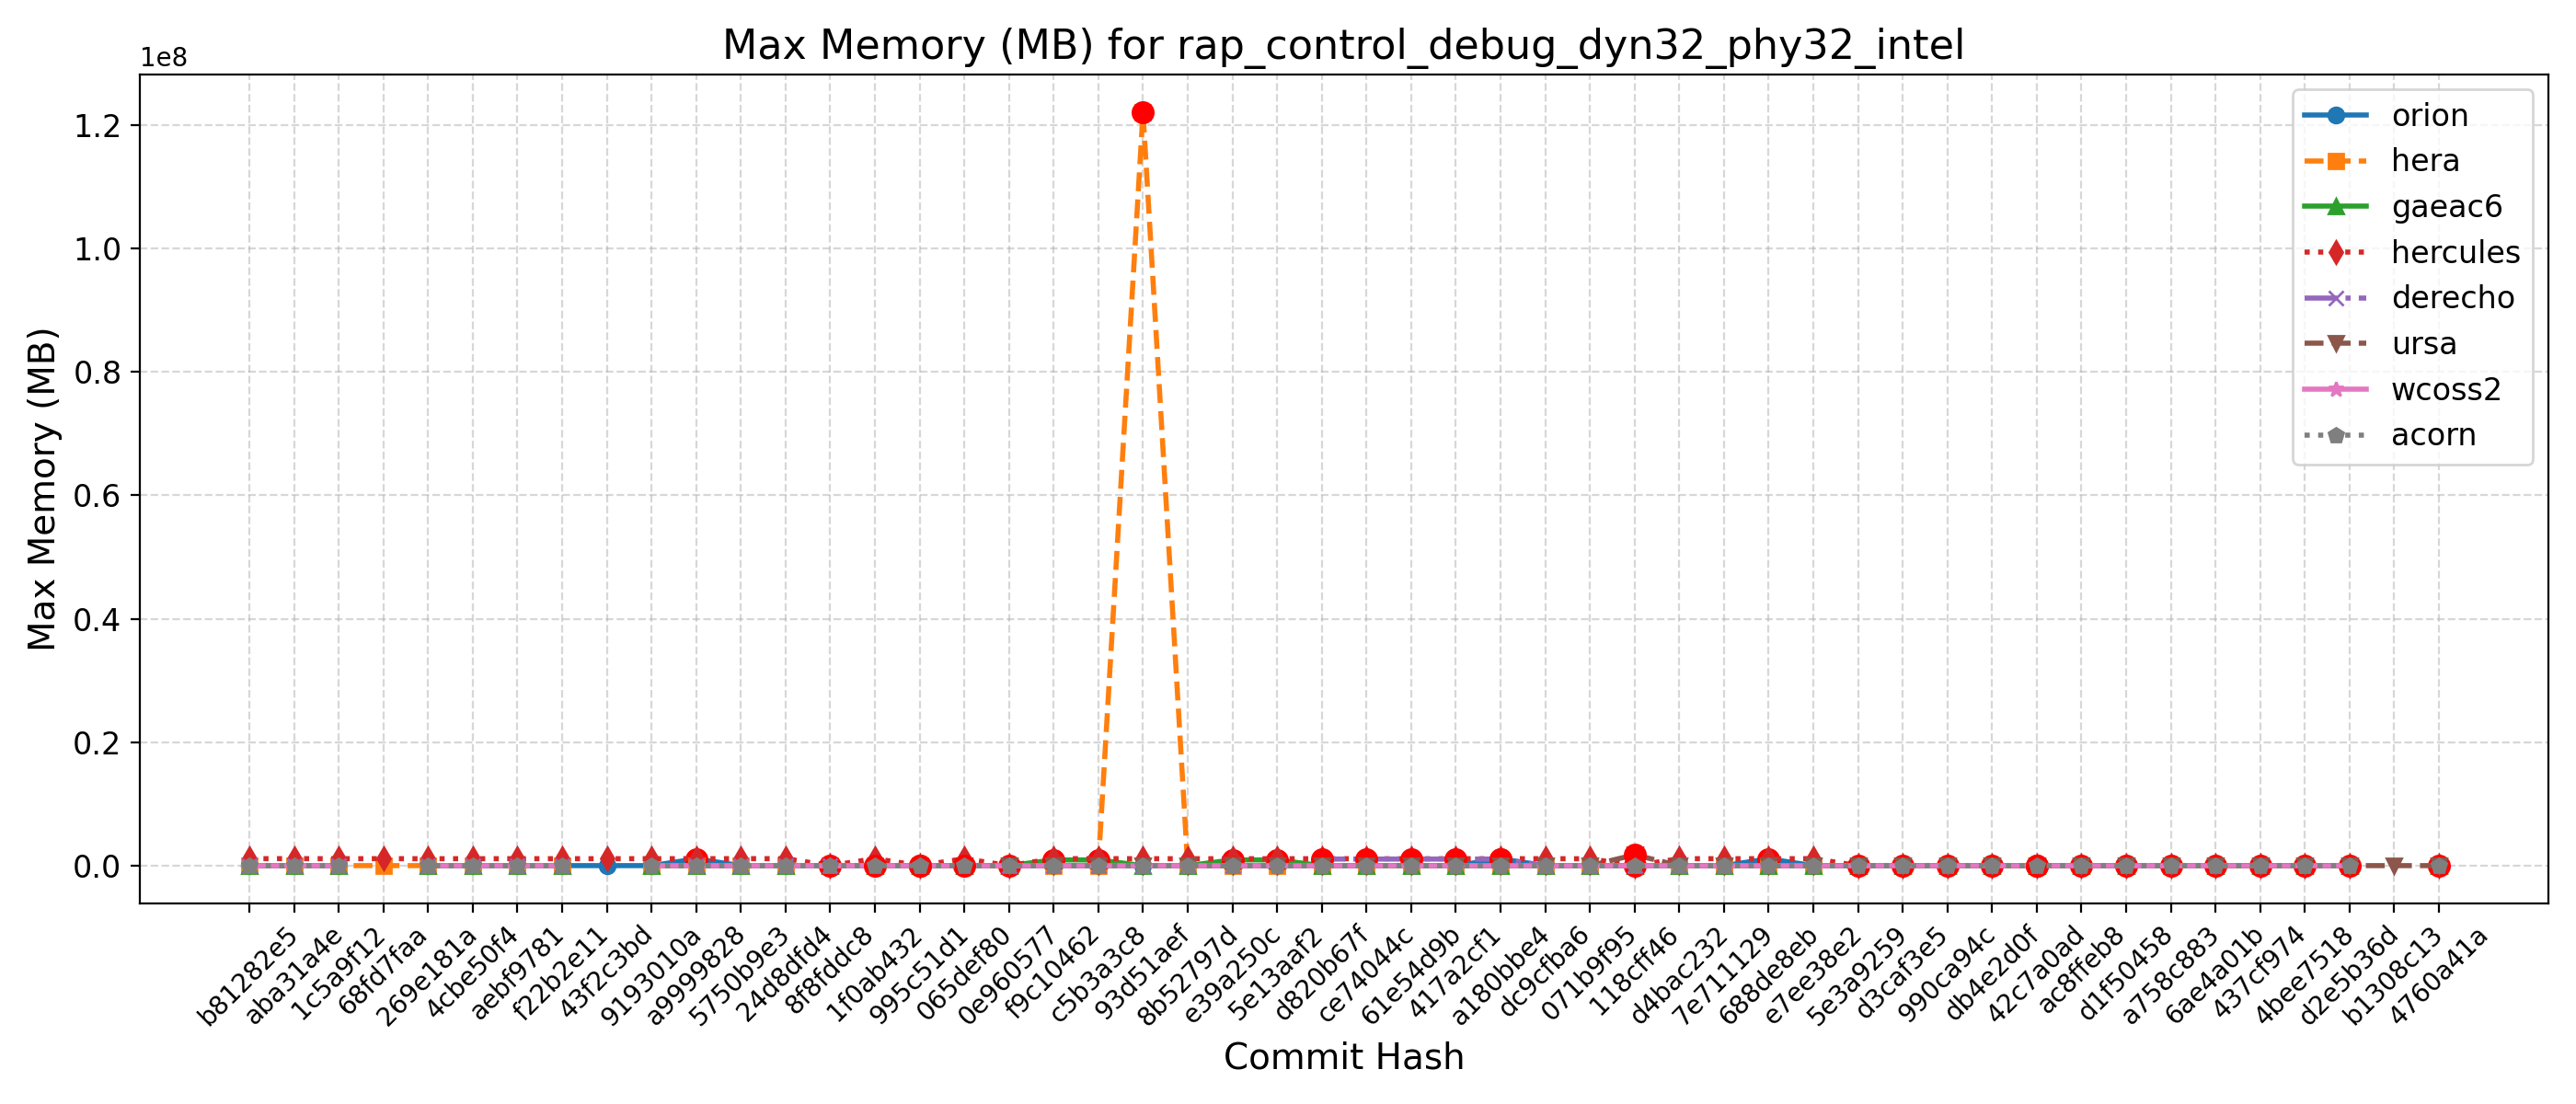 Max Memory (MB) for rap_control_debug_dyn32_phy32_intel
1e8
1.2
1.0
0.8
0.6
0.4
0.2
0.0
Max Memory (MB)
orion
hera
gaeac6
hercules
derecho
ursa
wcoss2
acorn
b81282e5
aba31a4e
1c5a9f12
68fd7faa
269e181a
4cbe50f4
aebf9781
f22b2e11
43f2c3bd
9193010a
a9999828
5750b9e3
24d8dfd4
8f8fddc8
1f0ab432
995c51d1
065def80
0e960577
f9c10462
c5b3a3c8
93d51aef
8b52797d
e39a250c
5e13aaf2
d820b67f
ce74044c
61e54d9b
417a2cf1
a180bbe4
dc9cfba6
071b9f95
118cff46
d4bac232
7e711129
688de8eb
e7ee38e2
5e3a9259
d3caf3e5
990ca94c
db4e2d0f
42c7a0ad
ac8ffeb8
d1f50458
a758c883
6ae4a01b
437cf974
4bee7518
d2e5b36d
b1308c13
4760a41a
Commit Hash